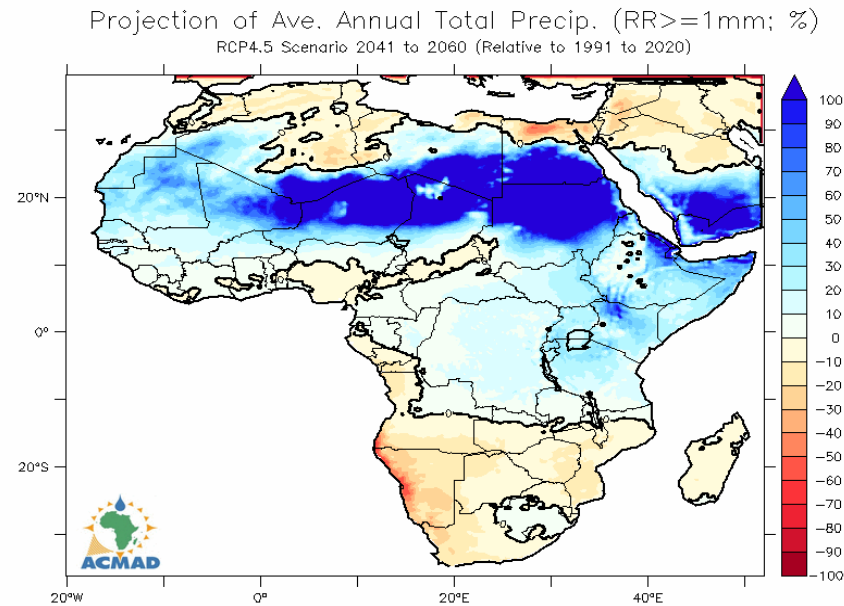 Projection of Ave. Annual Total Precip. (RR>=1mm; %)
RCP4.5 Scenario 2041 to 2060 (Relative to 1991 to 2020)
20°N
0°
20°S
20°W
0°
20°E
40°E
100
90
80
70
60
50
40
30
20
10
0
-10
-20
-30
-40
-50
-60
-70
-80
-90
-100
ACMAD